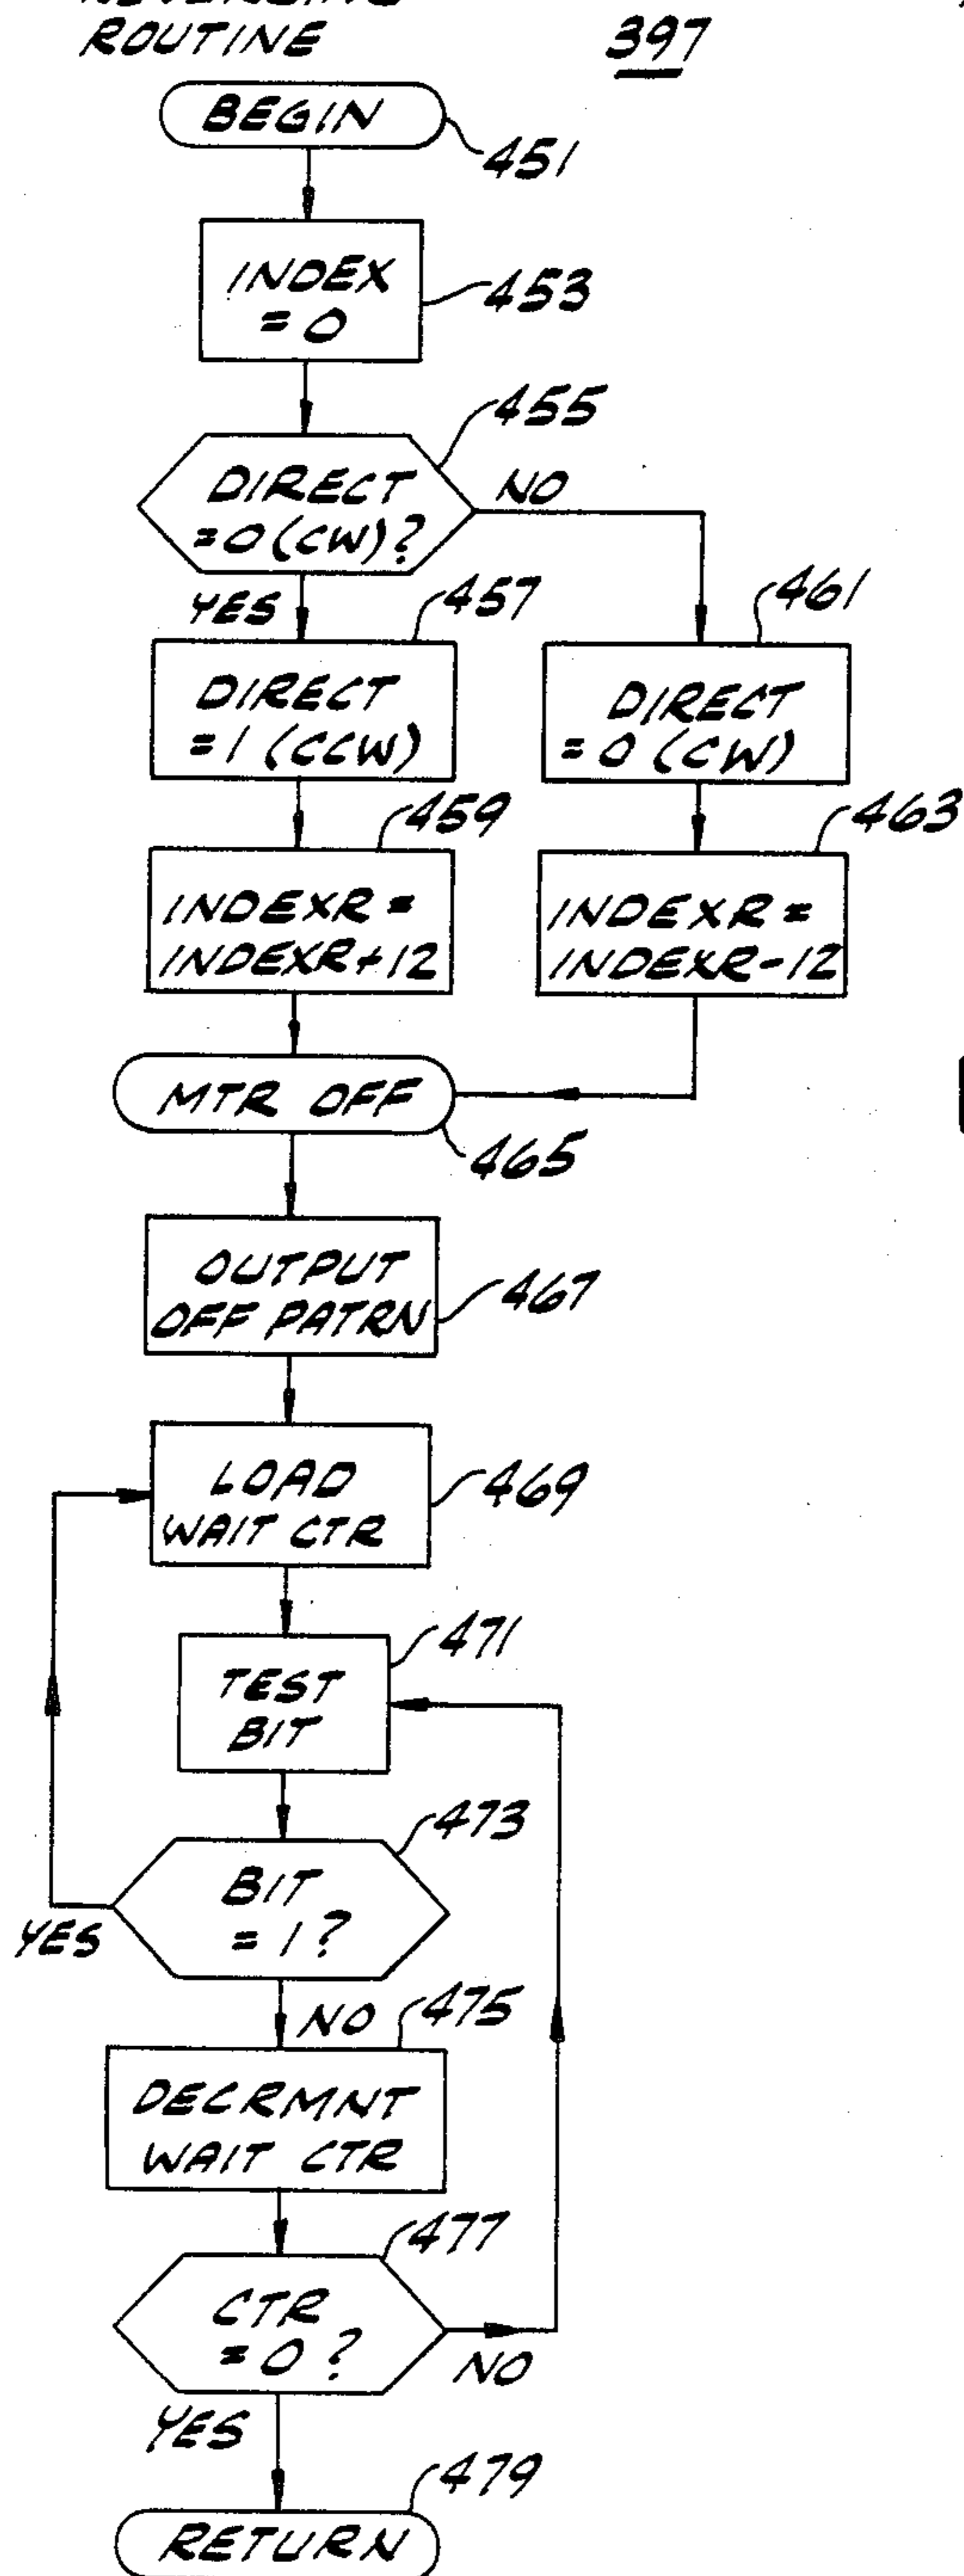 ROUTINE
397
BEGIN
451
INDEX
= 0
453
455
DIRECT
= 0 (CW) ?
NO
YES
457
461
DIRECT
= 1 (CCW)
DIRECT
= 0 (CW)
459
463
INDEXR =
INDEXR+12
INDEXR =
INDEXR-12
MTR OFF
465
OUTPUT
OFF PATRN
467
LOAD
WAIT CTR
469
471
TEST
BIT
473
BIT
= 1 ?
YES
NO
475
DECRMNT
WAIT CTR
477
CTR
= 0 ?
NO
YES
479
RETURN